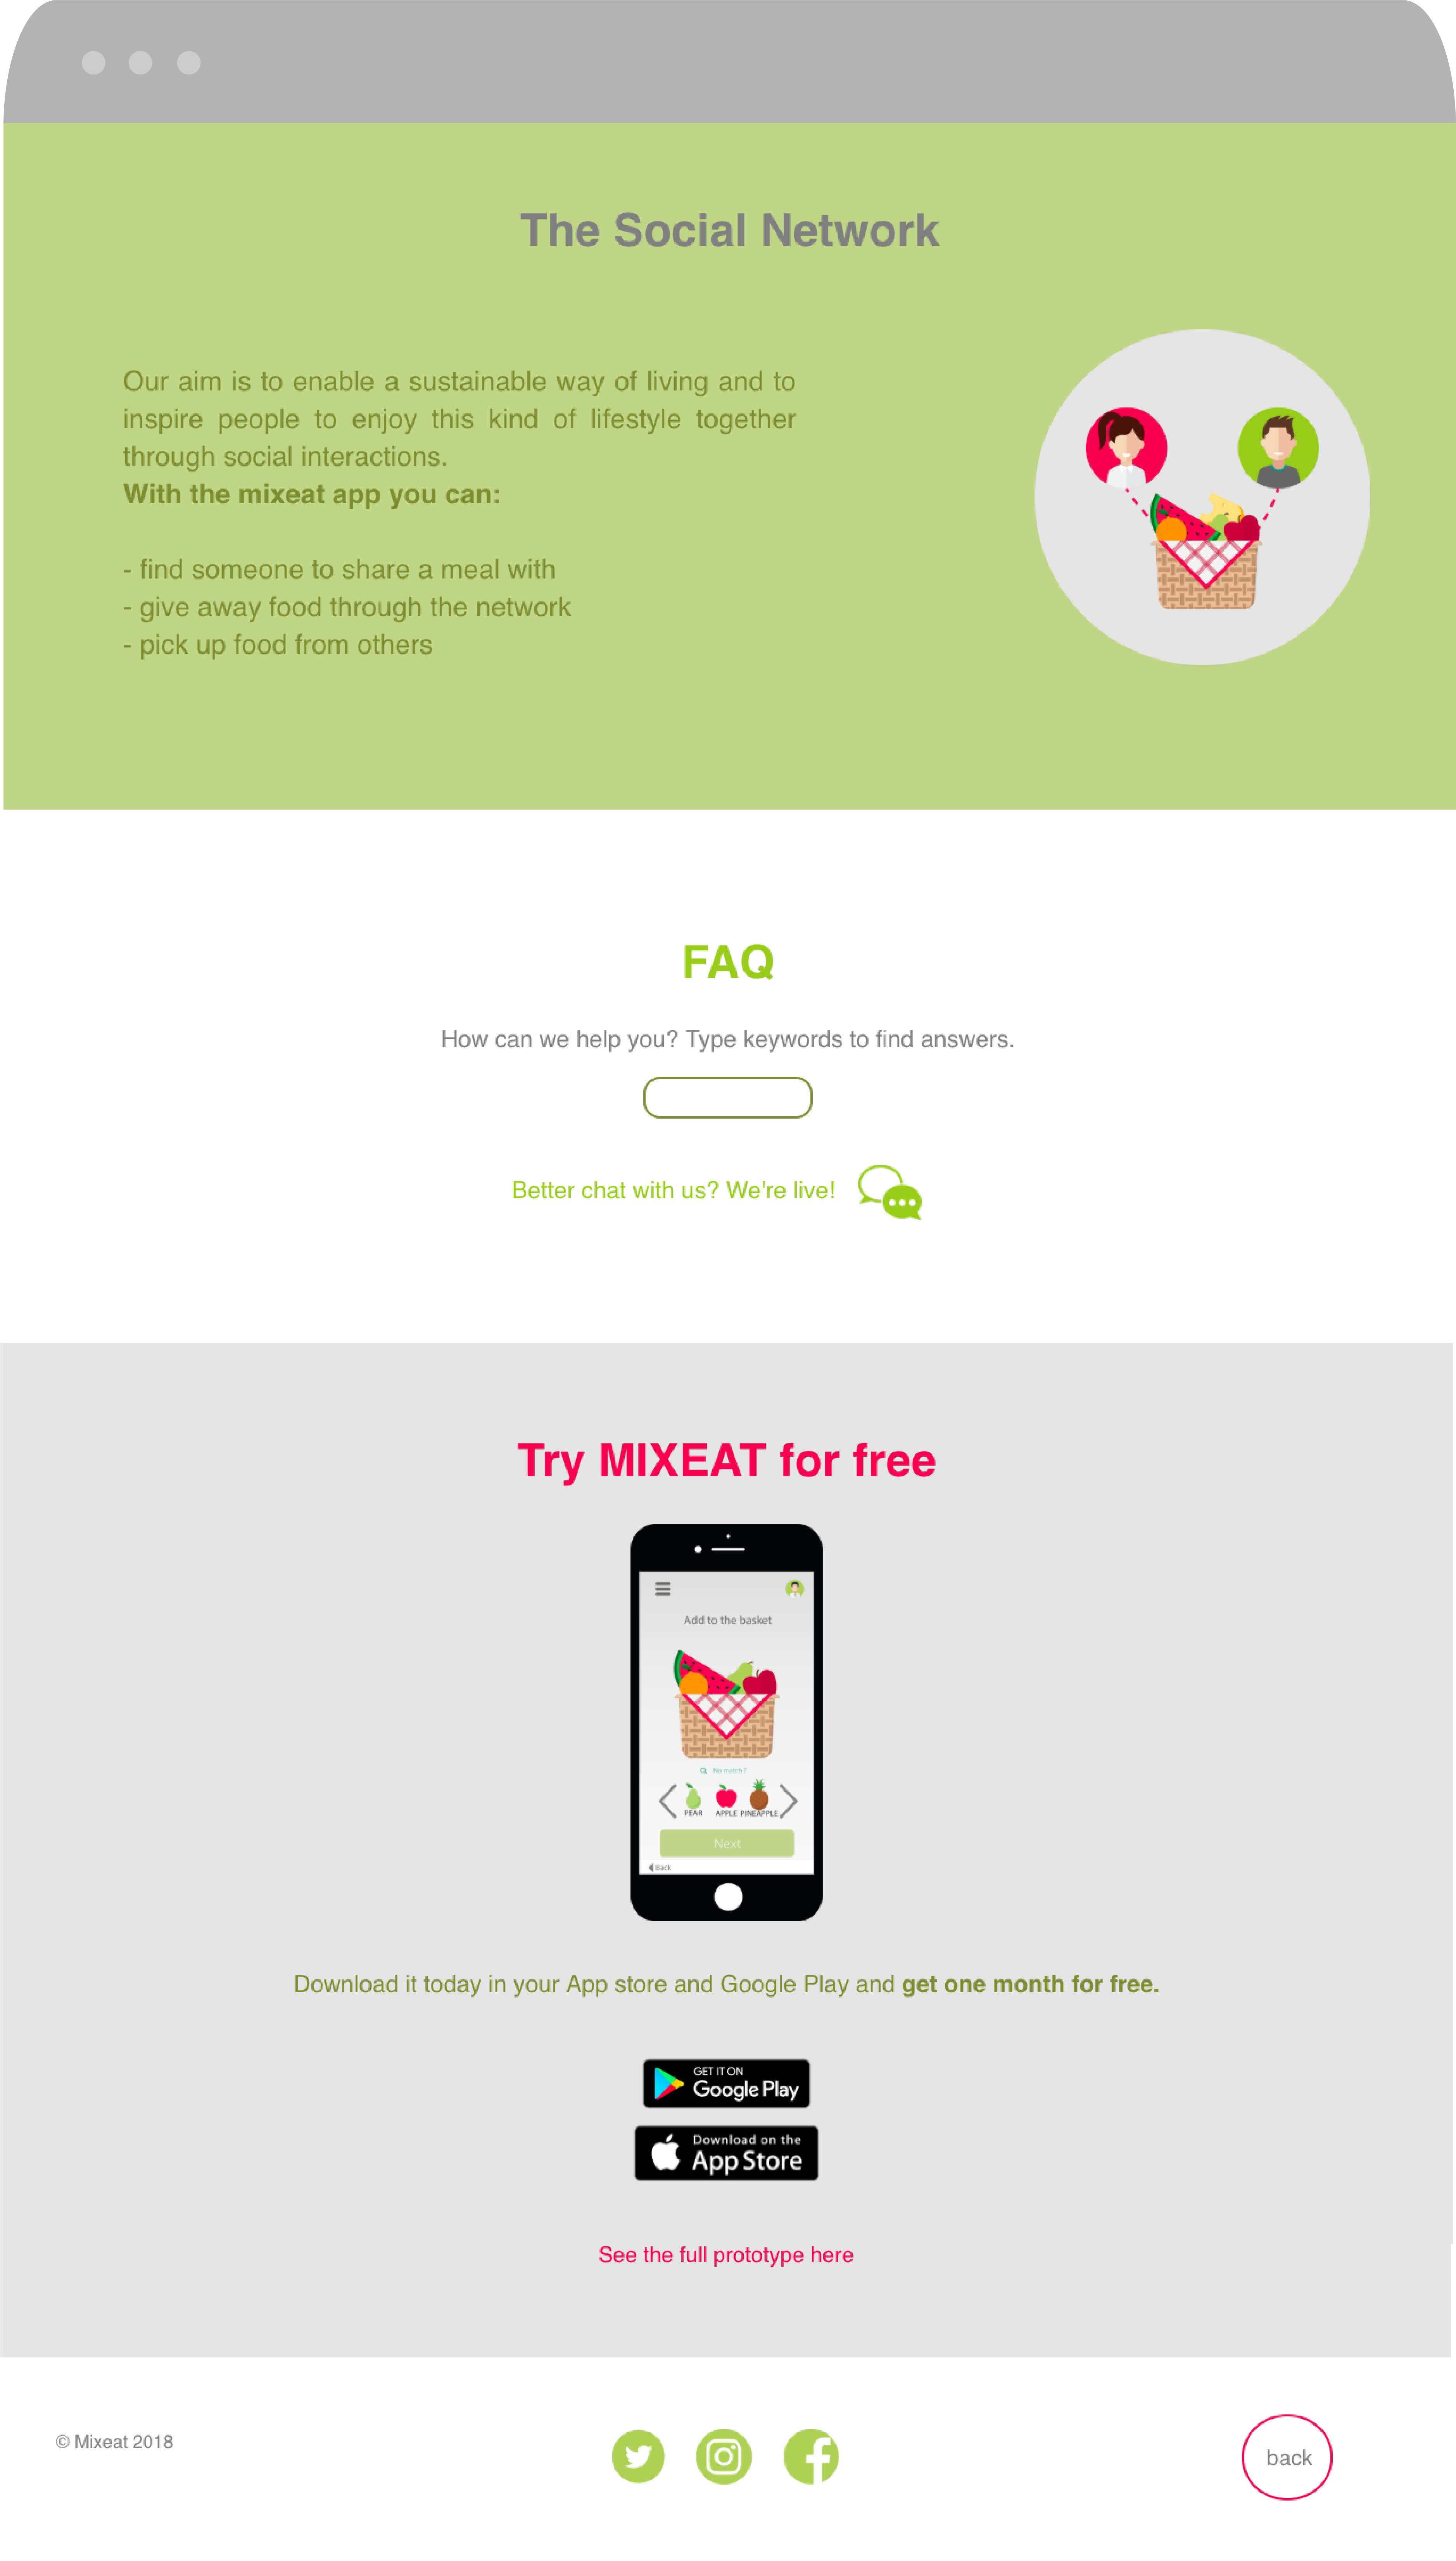 The Social Network
Our aim is to enable a sustainable way of living and to
inspire people to enjoy this kind of lifestyle together
through social interactions.
With the mixeat app you can:
- find someone to share a meal with
- give away food through the network
- pick up food from others
FAQ
How can we help you? Type keywords to find answers.
Better chat with us? We're live!
Try MIXEAT for free
Add to the basket
No match?
PEAR APPLE PINEAPPLE
Next
Back
Download it today in your App store and Google Play and get one month for free.
GET IT ON
Google Play
Download on the
App Store
See the full prototype here
© Mixeat 2018
back